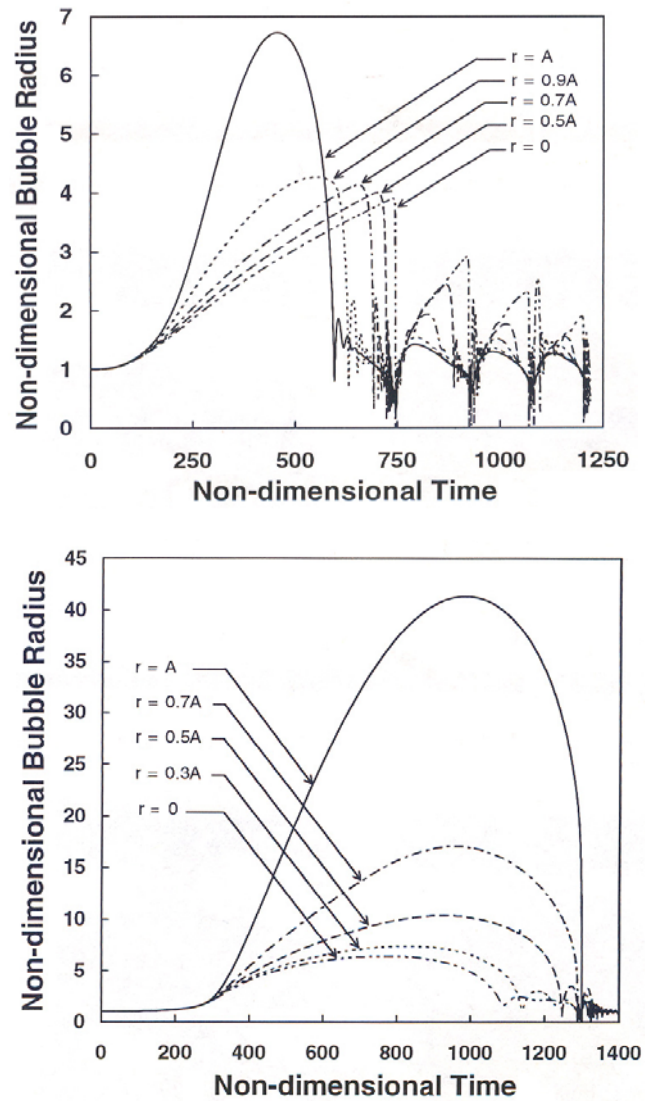 Non-dimensional Bubble Radius
7
6
5
4
3
2
1
0
r = A
r = 0.9A
r = 0.7A
r = 0.5A
r = 0
0 250 500 750 1000 1250
Non-dimensional Time
Non-dimensional Bubble Radius
45
40
35
30
25
20
15
10
5
0
r = A
r = 0.7A
r = 0.5A
r = 0.3A
r = 0
0 200 400 600 800 1000 1200 1400
Non-dimensional Time